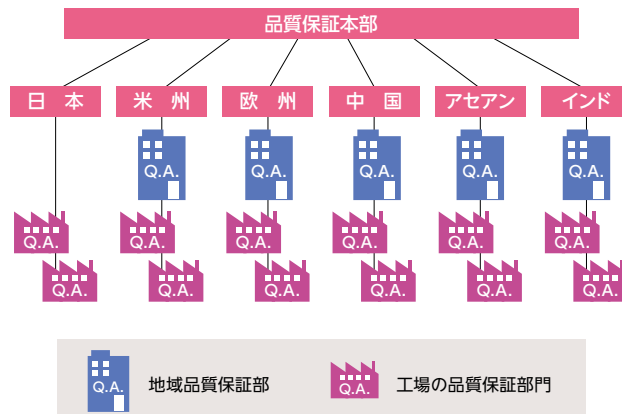 品質保証本部
日 本 米 州 欧 州 中 国 アセアン インド
Q.A. Q.A. Q.A. Q.A. Q.A.
Q.A. Q.A. Q.A. Q.A. Q.A. Q.A.
Q.A. Q.A. Q.A. Q.A. Q.A. Q.A.
Q.A. 地域品質保証部 Q.A. 工場の品質保証部門